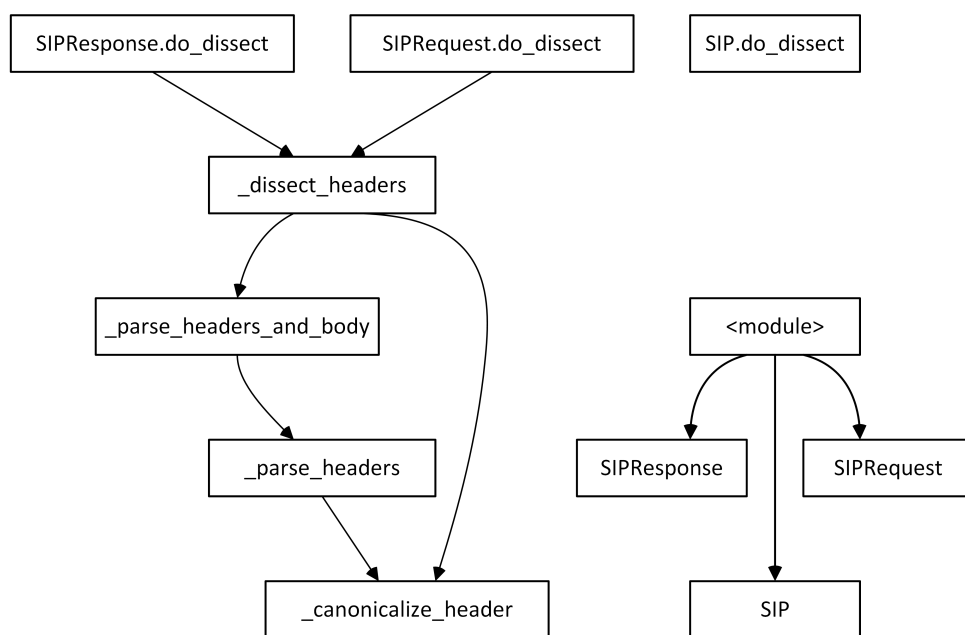 SIPResponse.do_dissect
SIPRequest.do_dissect
SIP.do_dissect
_dissect_headers
_parse_headers_and_body
<module>
_parse_headers
SIPResponse
SIPRequest
_canonicalize_header
SIP